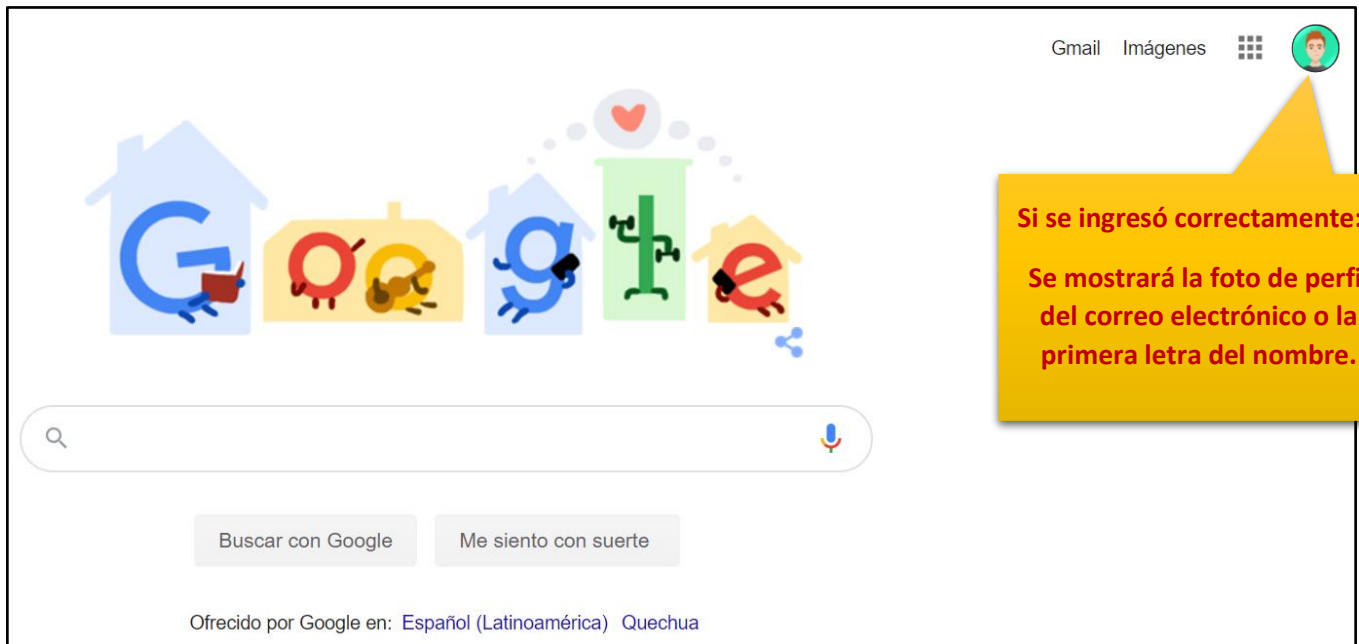 Gmail Imágenes
Google
Si se ingresó correctamente:
Se mostrará la foto de perfi
del correo electrónico o la
primera letra del nombre.
Buscar con Google Me siento con suerte
Ofrecido por Google en: Español (Latinoamérica) Quechua